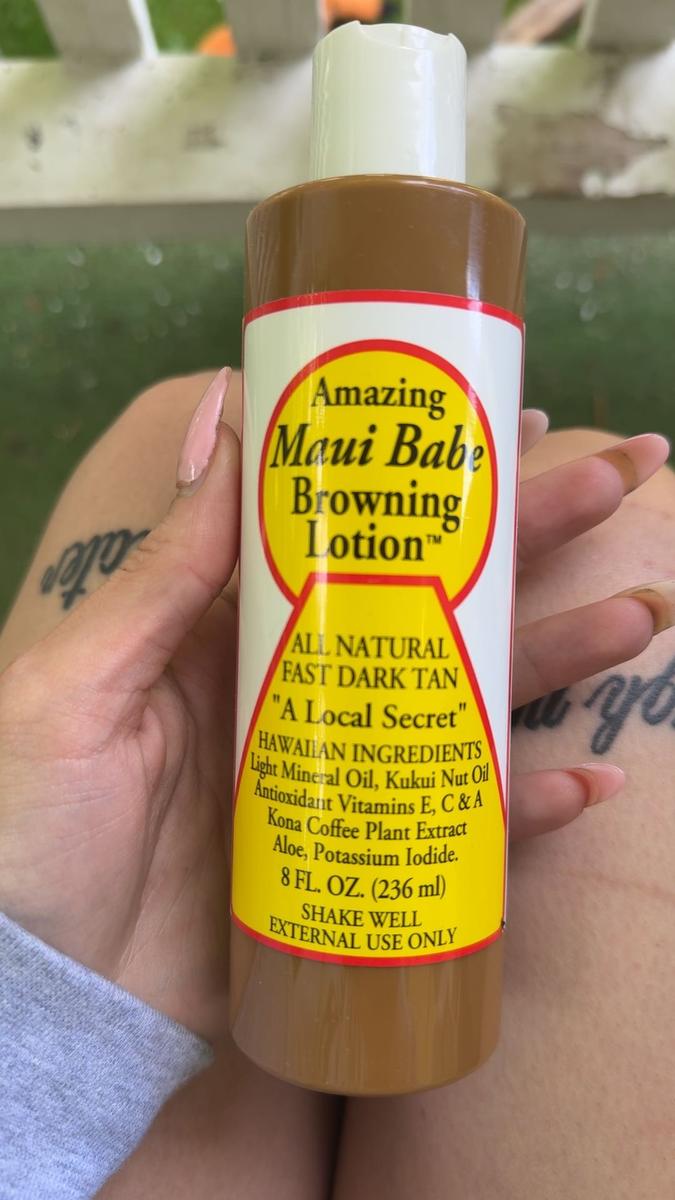 Amazing
Maui Babe
Browning
Lotion™
ALL NATURAL
FAST DARK TAN
"A Local Secret"
HAWAIIAN INGREDIENTS
Light Mineral Oil, Kukui Nut Oil
Antioxidant Vitamins E, C & A
Kona Coffee Plant Extract
Aloe, Potassium Iodide.
8 FL. OZ. (236 ml)
SHAKE WELL
EXTERNAL USE ONLY